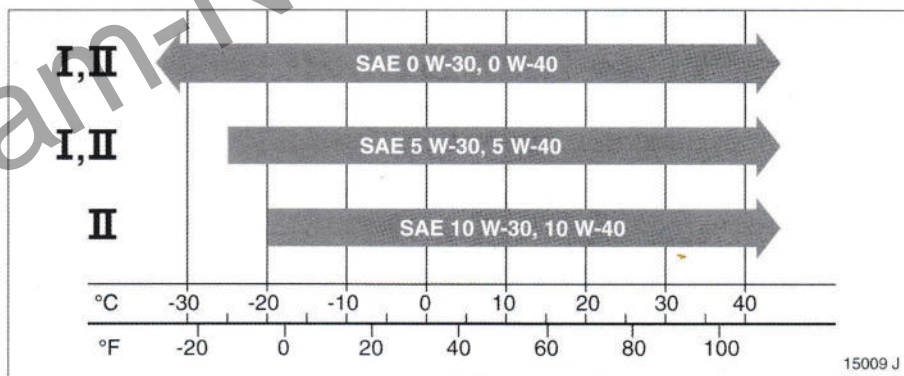 am-N
I,II SAE 0 W-30, 0 W-40
I,II SAE 5 W-30, 5 W-40
II SAE 10 W-30, 10 W-40
°C -30 -20 -10 0 10 20 30 40
°F -20 0 20 40 60 80 100
15009 J